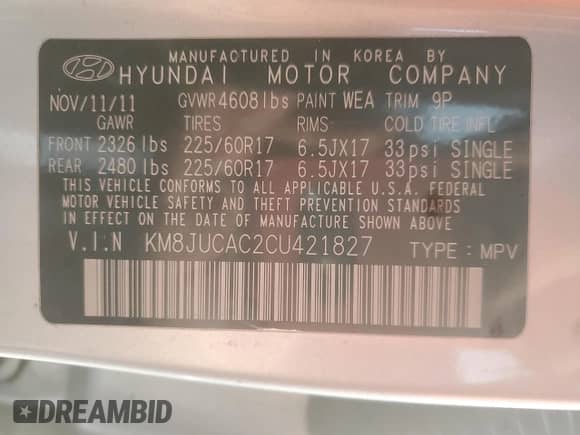 MANUFACTURED IN KOREA BY
HYUNDAI MOTOR COMPANY
NOV/11/11 GVWR4608lbs PAINT WEA TRIM 9P
GAWR TIRES RIMS COLD TIRE INFL
FRONT 2326lbs 225/60R17 6.5JX17 33psi SINGLE
REAR 2480lbs 225/60R17 6.5JX17 33psi SINGLE
THIS VEHICLE CONFORMS TO ALL APPLICABLE U.S.A. FEDERAL
MOTOR VEHICLE SAFETY AND THEFT PREVENTION STANDARDS
IN EFFECT ON THE DATE OF MANUFACTURE SHOWN ABOVE.
V.I.N KM8JUCAC2CU421827 TYPE : MPV
DREAMBID